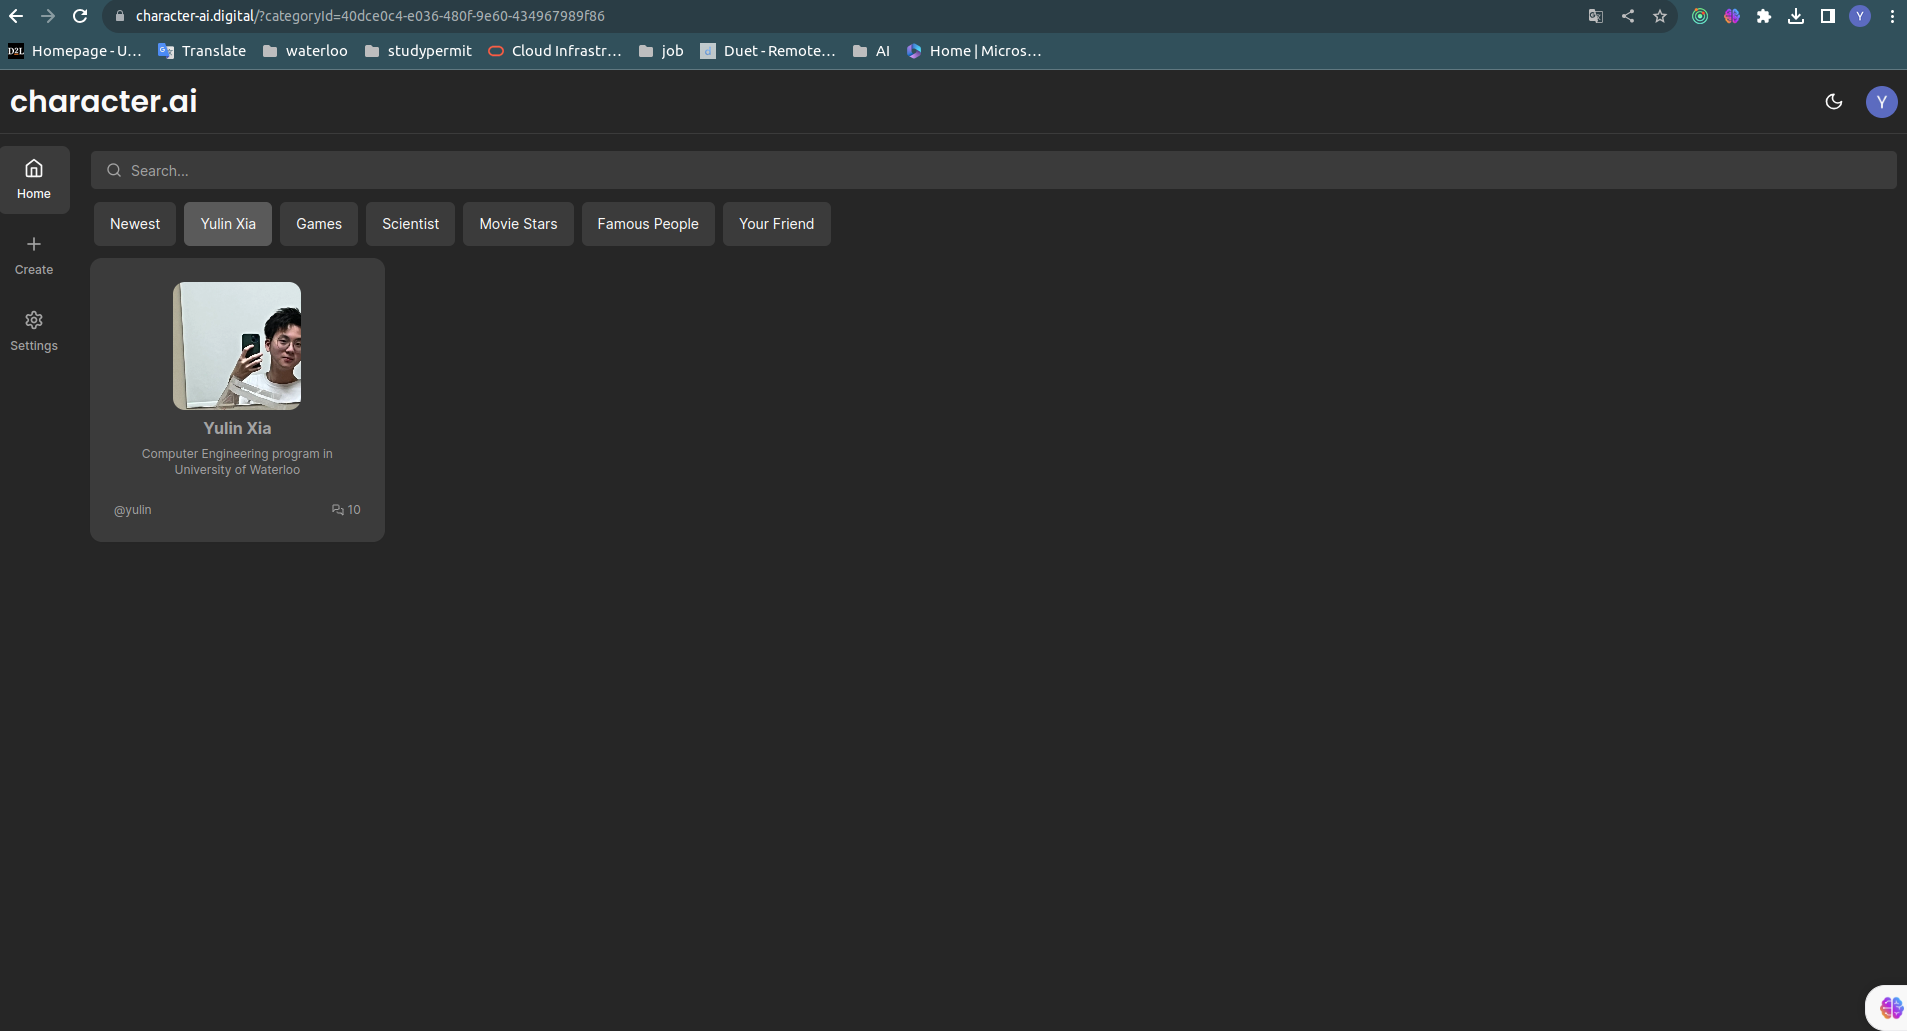 character-ai.digital/?categoryId=40dce0c4-e036-480f-9e60-434967989f86
Y
D2L Homepage - U... Translate waterloo studypermit Cloud Infrastr... job d Duet - Remote... AI Home | Micros...
character.ai
Y
Search...
Home
Newest Yulin Xia Games Scientist Movie Stars Famous People Your Friend
Create
Settings
Yulin Xia
Computer Engineering program in
University of Waterloo
@yulin 10